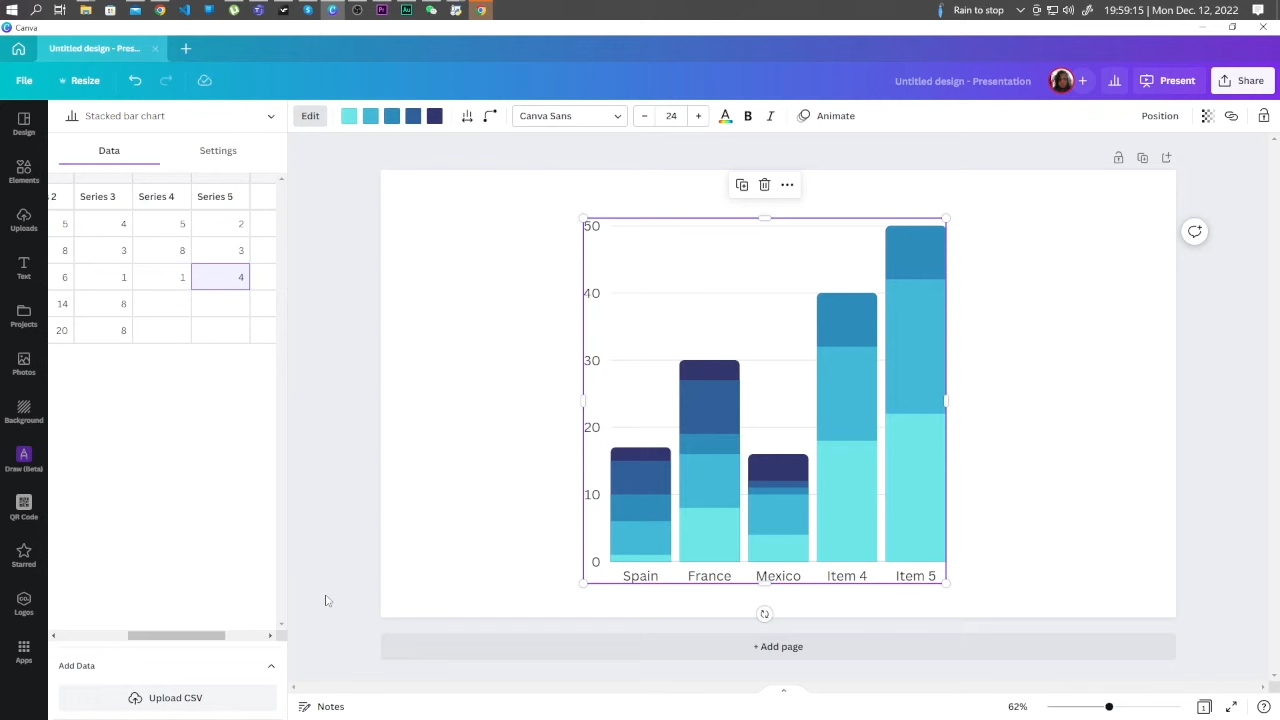 Rain to stop
19:59:15 | Mon Dec. 12, 2022
Canva
Untitled design - Pres...
File
Resize
Untitled design - Presentation
Present
Share
Stacked bar chart
Edit
Canva Sans
24
Animate
Position
Data
Settings
Design
Elements
Uploads
Text
Projects
Photos
Background
Draw (Beta)
QR Code
Starred
Logos
Apps
s 2 Series 3 Series 4 Series 5
5 4 5 2
8 3 8 3
6 1 1 4
14 8
20 8
50
40
30
20
10
0
Spain France Mexico Item 4 Item 5
+ Add page
Add Data
Upload CSV
Notes
62%
1